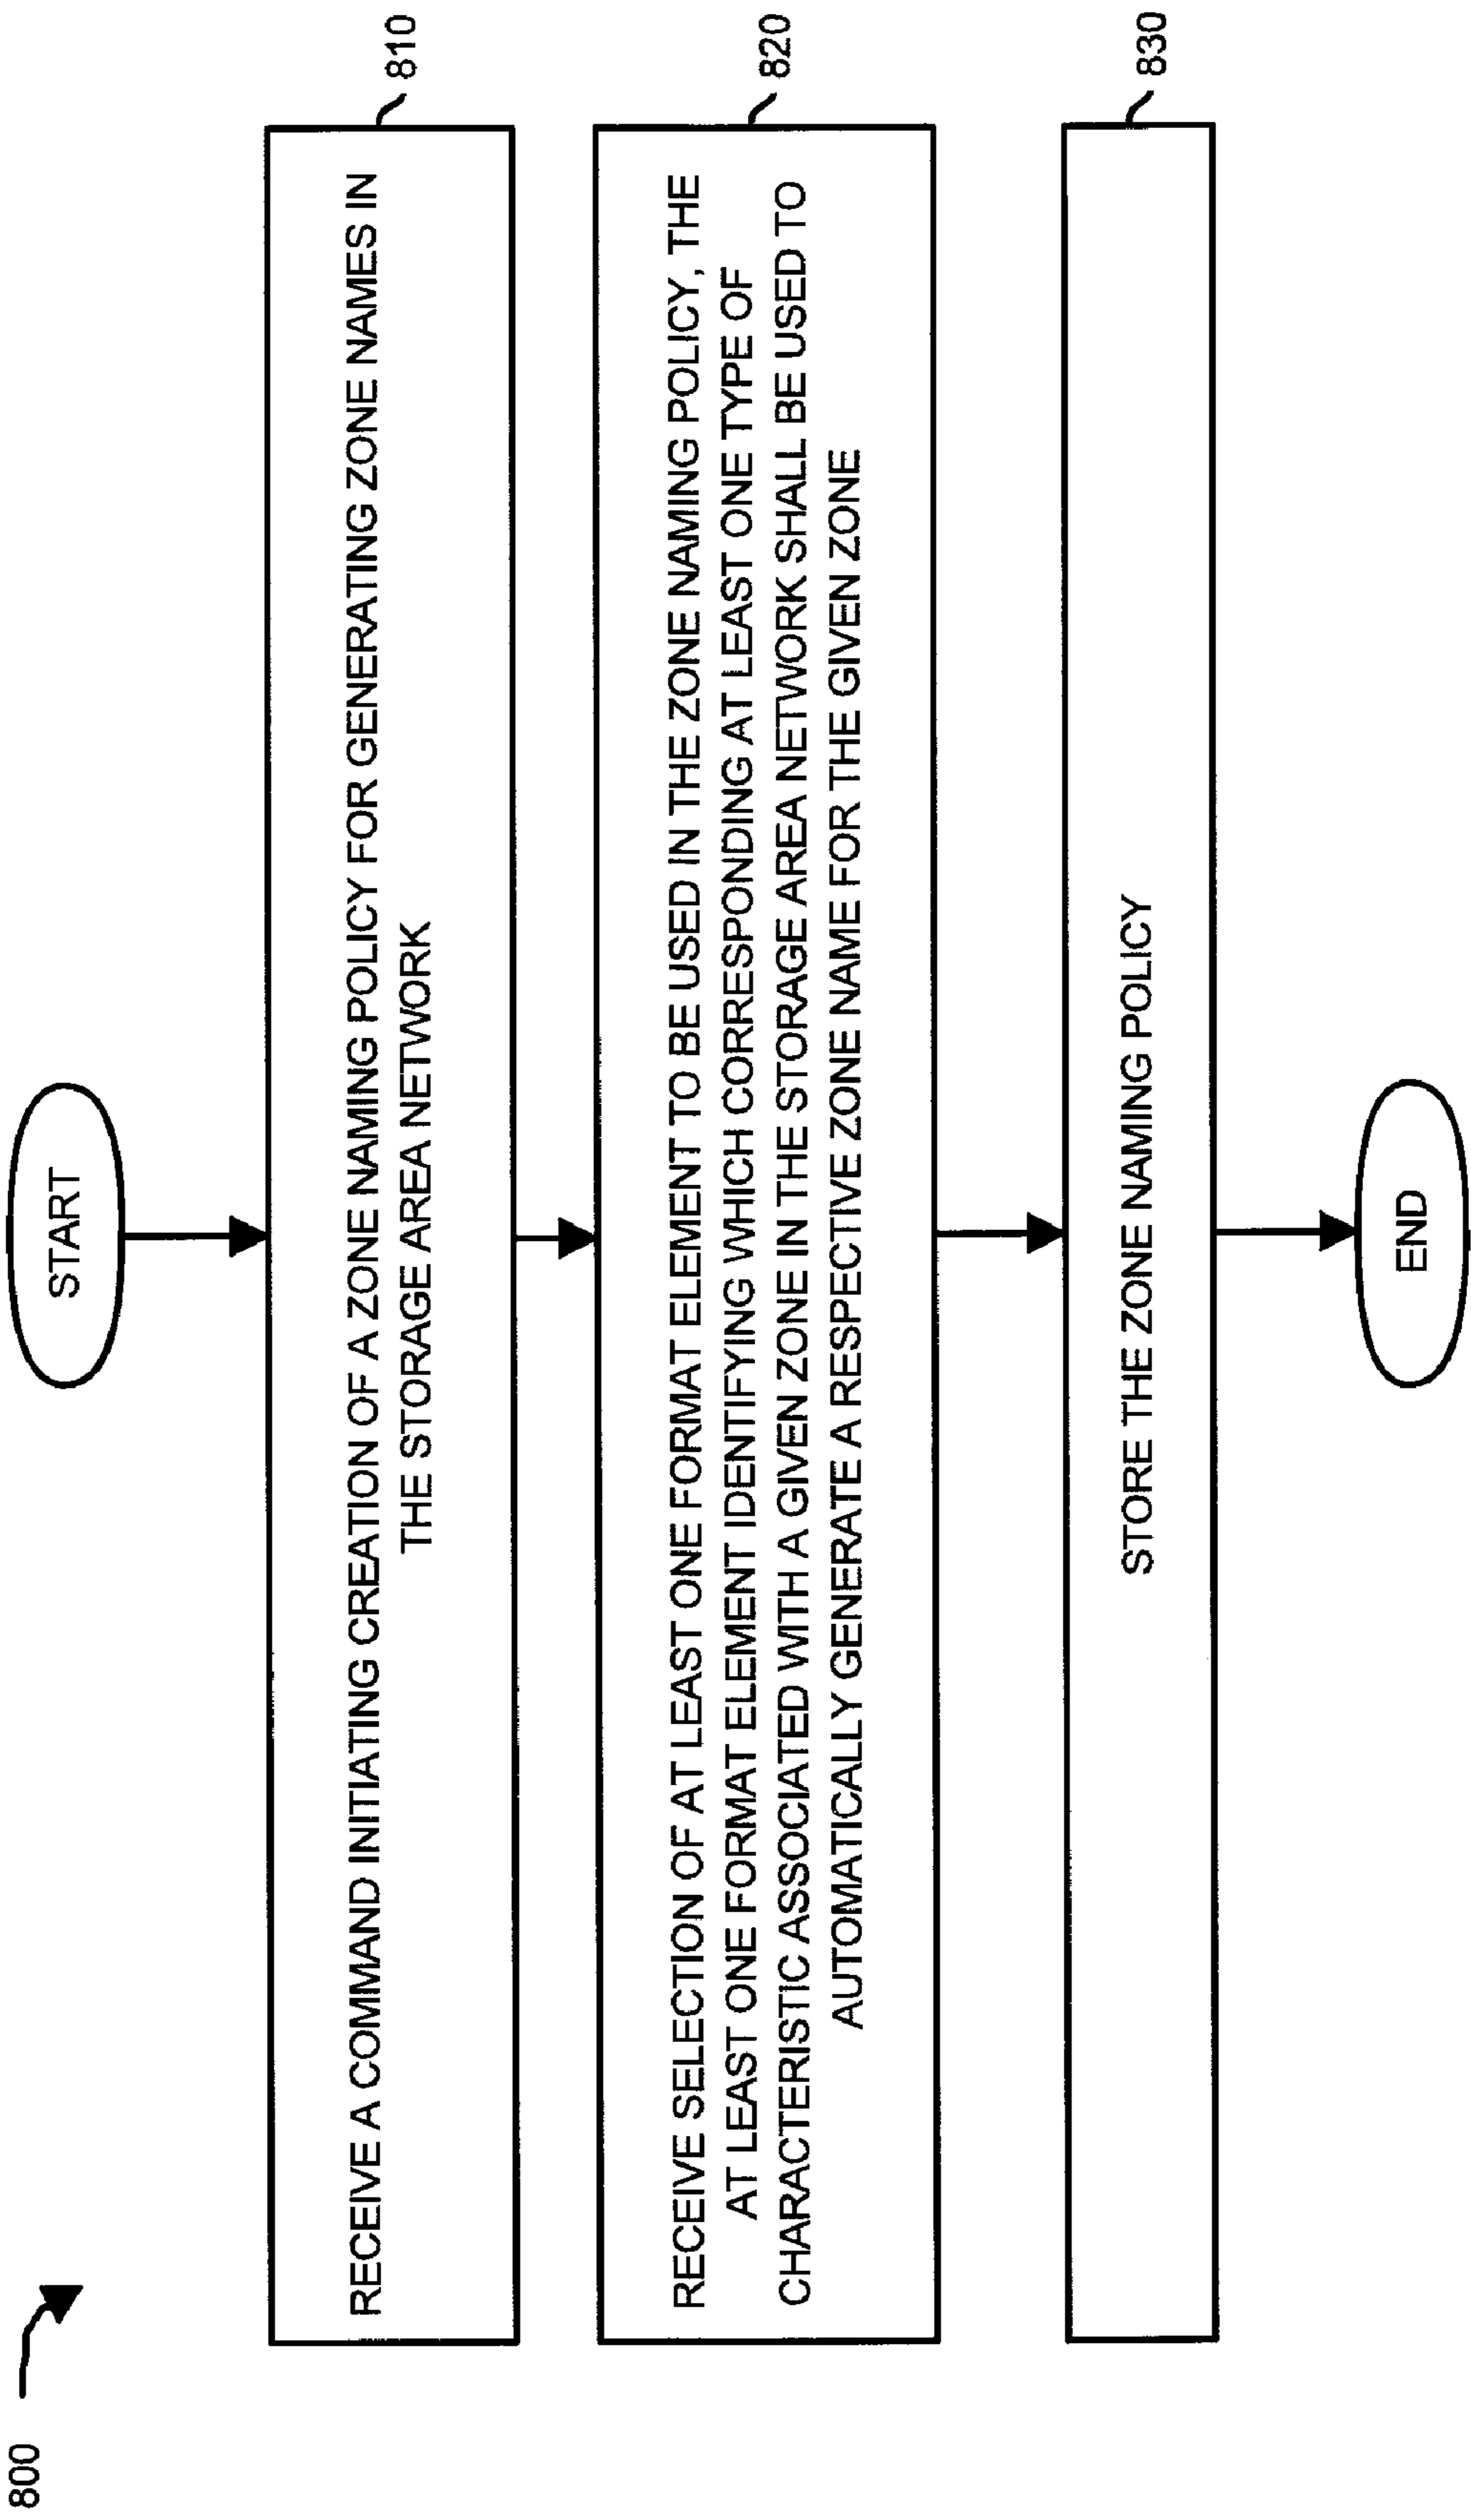 800
START
RECEIVE A COMMAND INITIATING CREATION OF A ZONE NAMING POLICY FOR GENERATING ZONE NAMES IN
THE STORAGE AREA NETWORK
810
RECEIVE SELECTION OF AT LEAST ONE FORMAT ELEMENT TO BE USED IN THE ZONE NAMING POLICY, THE
AT LEAST ONE FORMAT ELEMENT IDENTIFYING WHICH CORRESPONDING AT LEAST ONE TYPE OF
CHARACTERISTIC ASSOCIATED WITH A GIVEN ZONE IN THE STORAGE AREA NETWORK SHALL BE USED TO
AUTOMATICALLY GENERATE A RESPECTIVE ZONE NAME FOR THE GIVEN ZONE
820
STORE THE ZONE NAMING POLICY
830
END